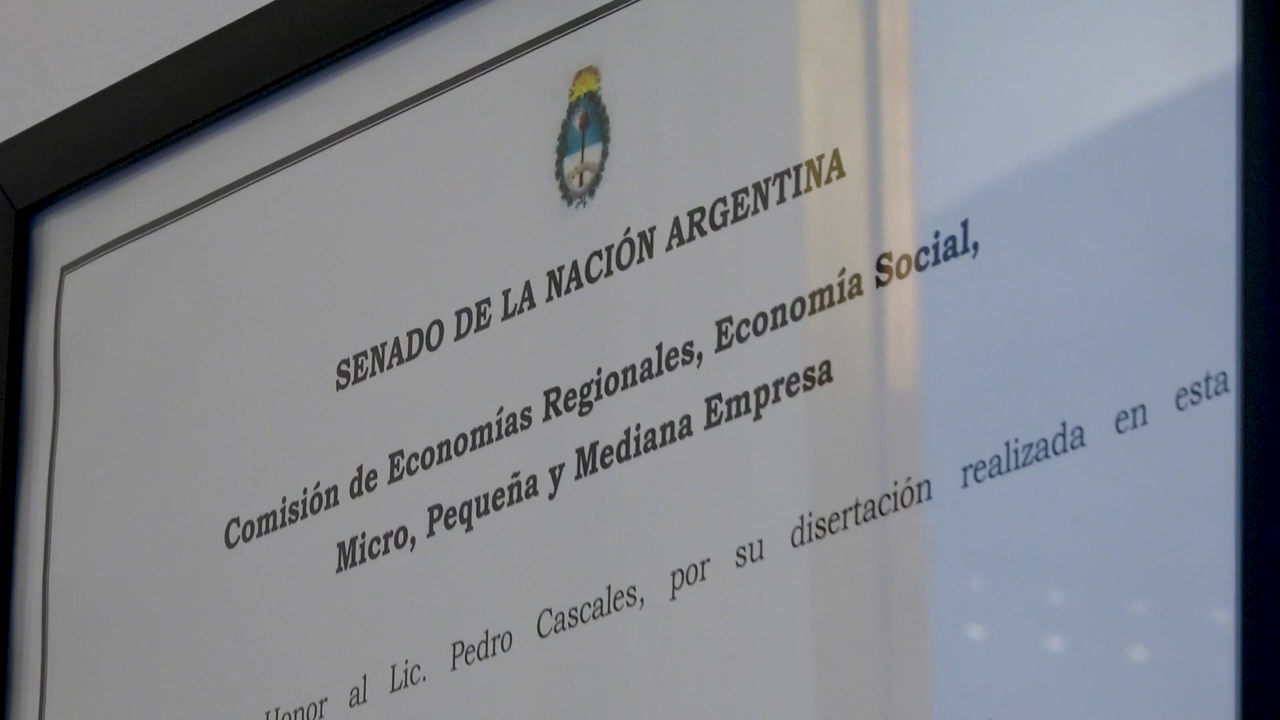 SENADO DE LA NACIÓN ARGENTINA
Comisión de Economías Regionales, Economía Social,
Micro, Pequeña y Mediana Empresa
Honor al Lic. Pedro Cascales, por su disertación realizada en esta